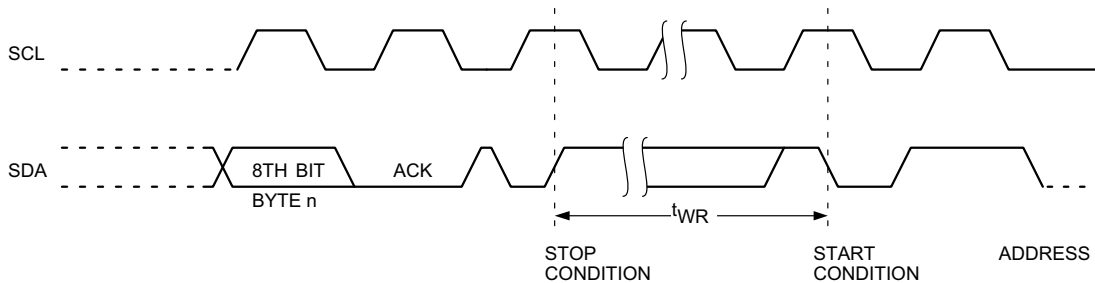 SCL
SDA
8TH BIT
ACK
BYTE n
tWR
STOP
CONDITION
START
CONDITION
ADDRESS